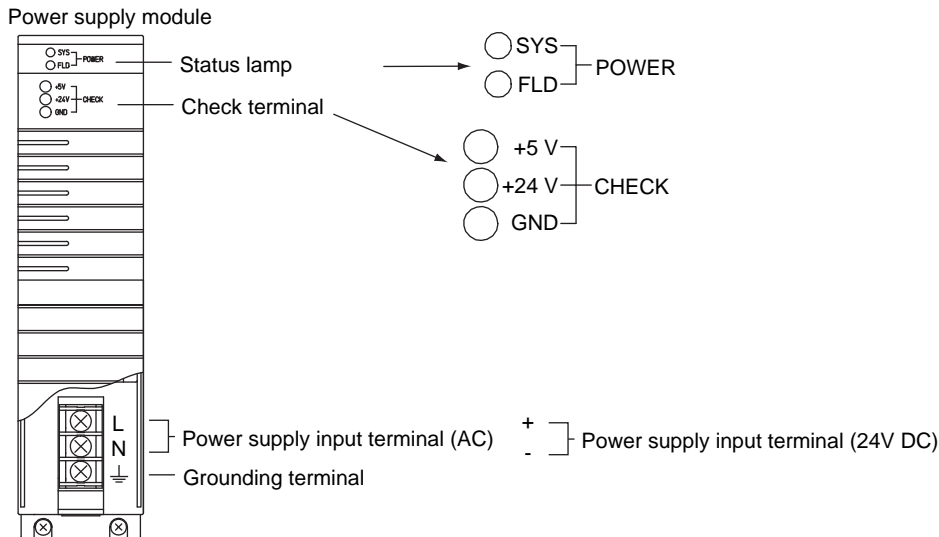 Power supply module
SYS
FLD
POWER
+5V
+24V
GND
CHECK
Status lamp
Check terminal
SYS
FLD
POWER
+5 V
+24 V
GND
CHECK
L
N
Power supply input terminal (AC)
+
-
Power supply input terminal (24V DC)
Grounding terminal